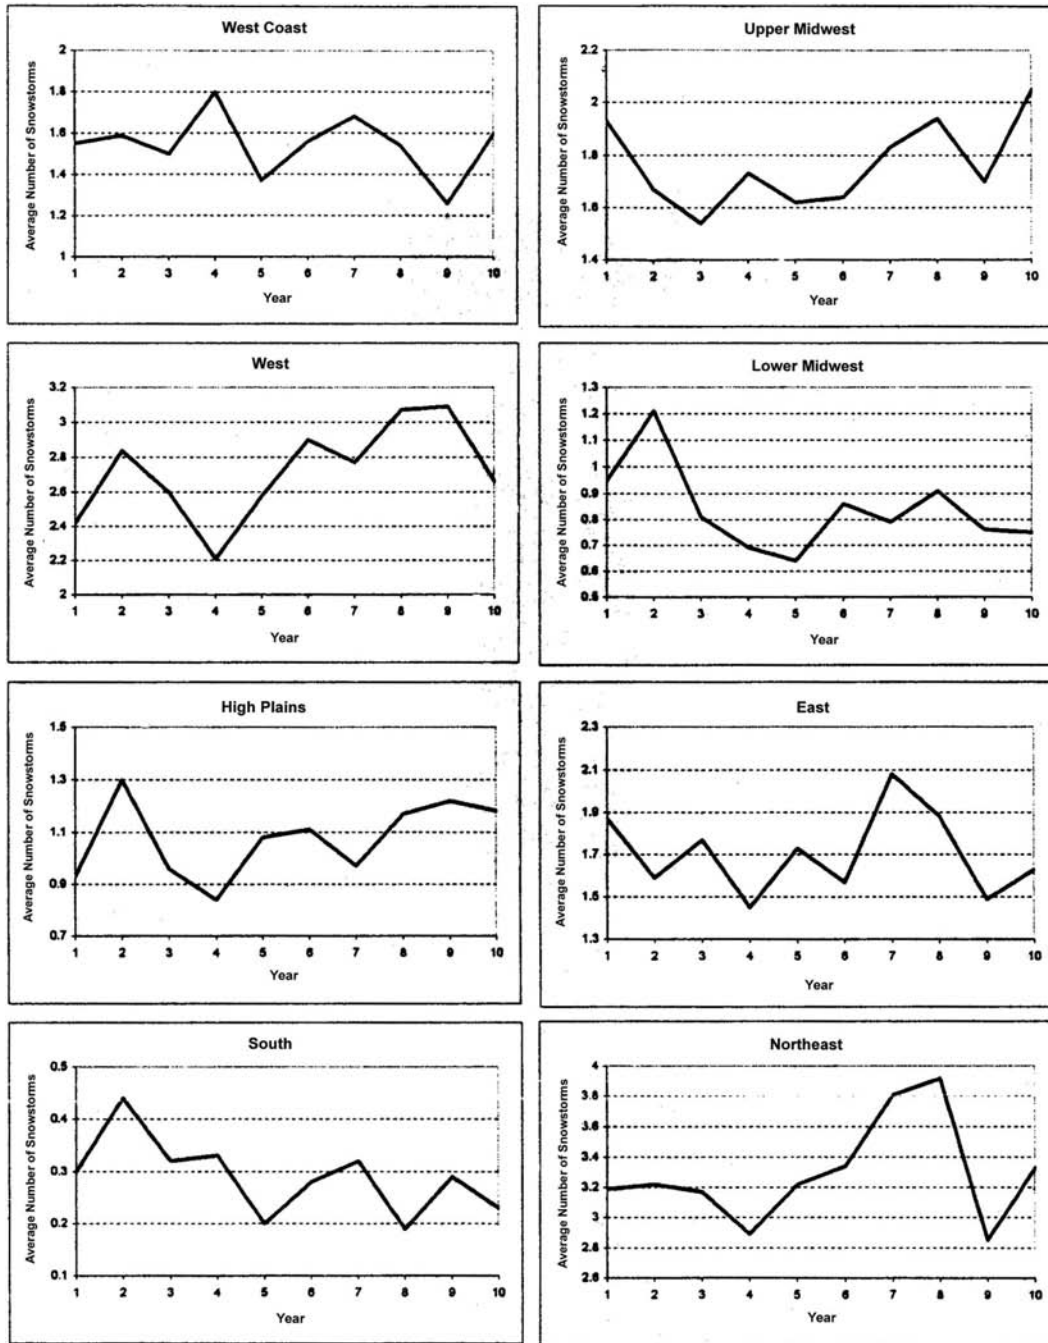 West Coast
Average Number of Snowstorms
2
1.8
1.6
1.4
1.2
1
1 2 3 4 5 6 7 8 9 10
Year
Upper Midwest
Average Number of Snowstorms
2.2
2
1.8
1.6
1.4
1 2 3 4 5 6 7 8 9 10
Year
West
Average Number of Snowstorms
3.2
3
2.8
2.6
2.4
2.2
2
1 2 3 4 5 6 7 8 9 10
Year
Lower Midwest
Average Number of Snowstorms
1.3
1.2
1.1
1
0.9
0.8
0.7
0.6
0.5
1 2 3 4 5 6 7 8 9 10
Year
High Plains
Average Number of Snowstorms
1.5
1.3
1.1
0.9
0.7
1 2 3 4 5 6 7 8 9 10
Year
East
Average Number of Snowstorms
2.3
2.1
1.9
1.7
1.5
1.3
1 2 3 4 5 6 7 8 9 10
Year
South
Average Number of Snowstorms
0.5
0.4
0.3
0.2
0.1
1 2 3 4 5 6 7 8 9 10
Year
Northeast
Average Number of Snowstorms
4
3.8
3.6
3.4
3.2
3
2.8
2.6
1 2 3 4 5 6 7 8 9 10
Year